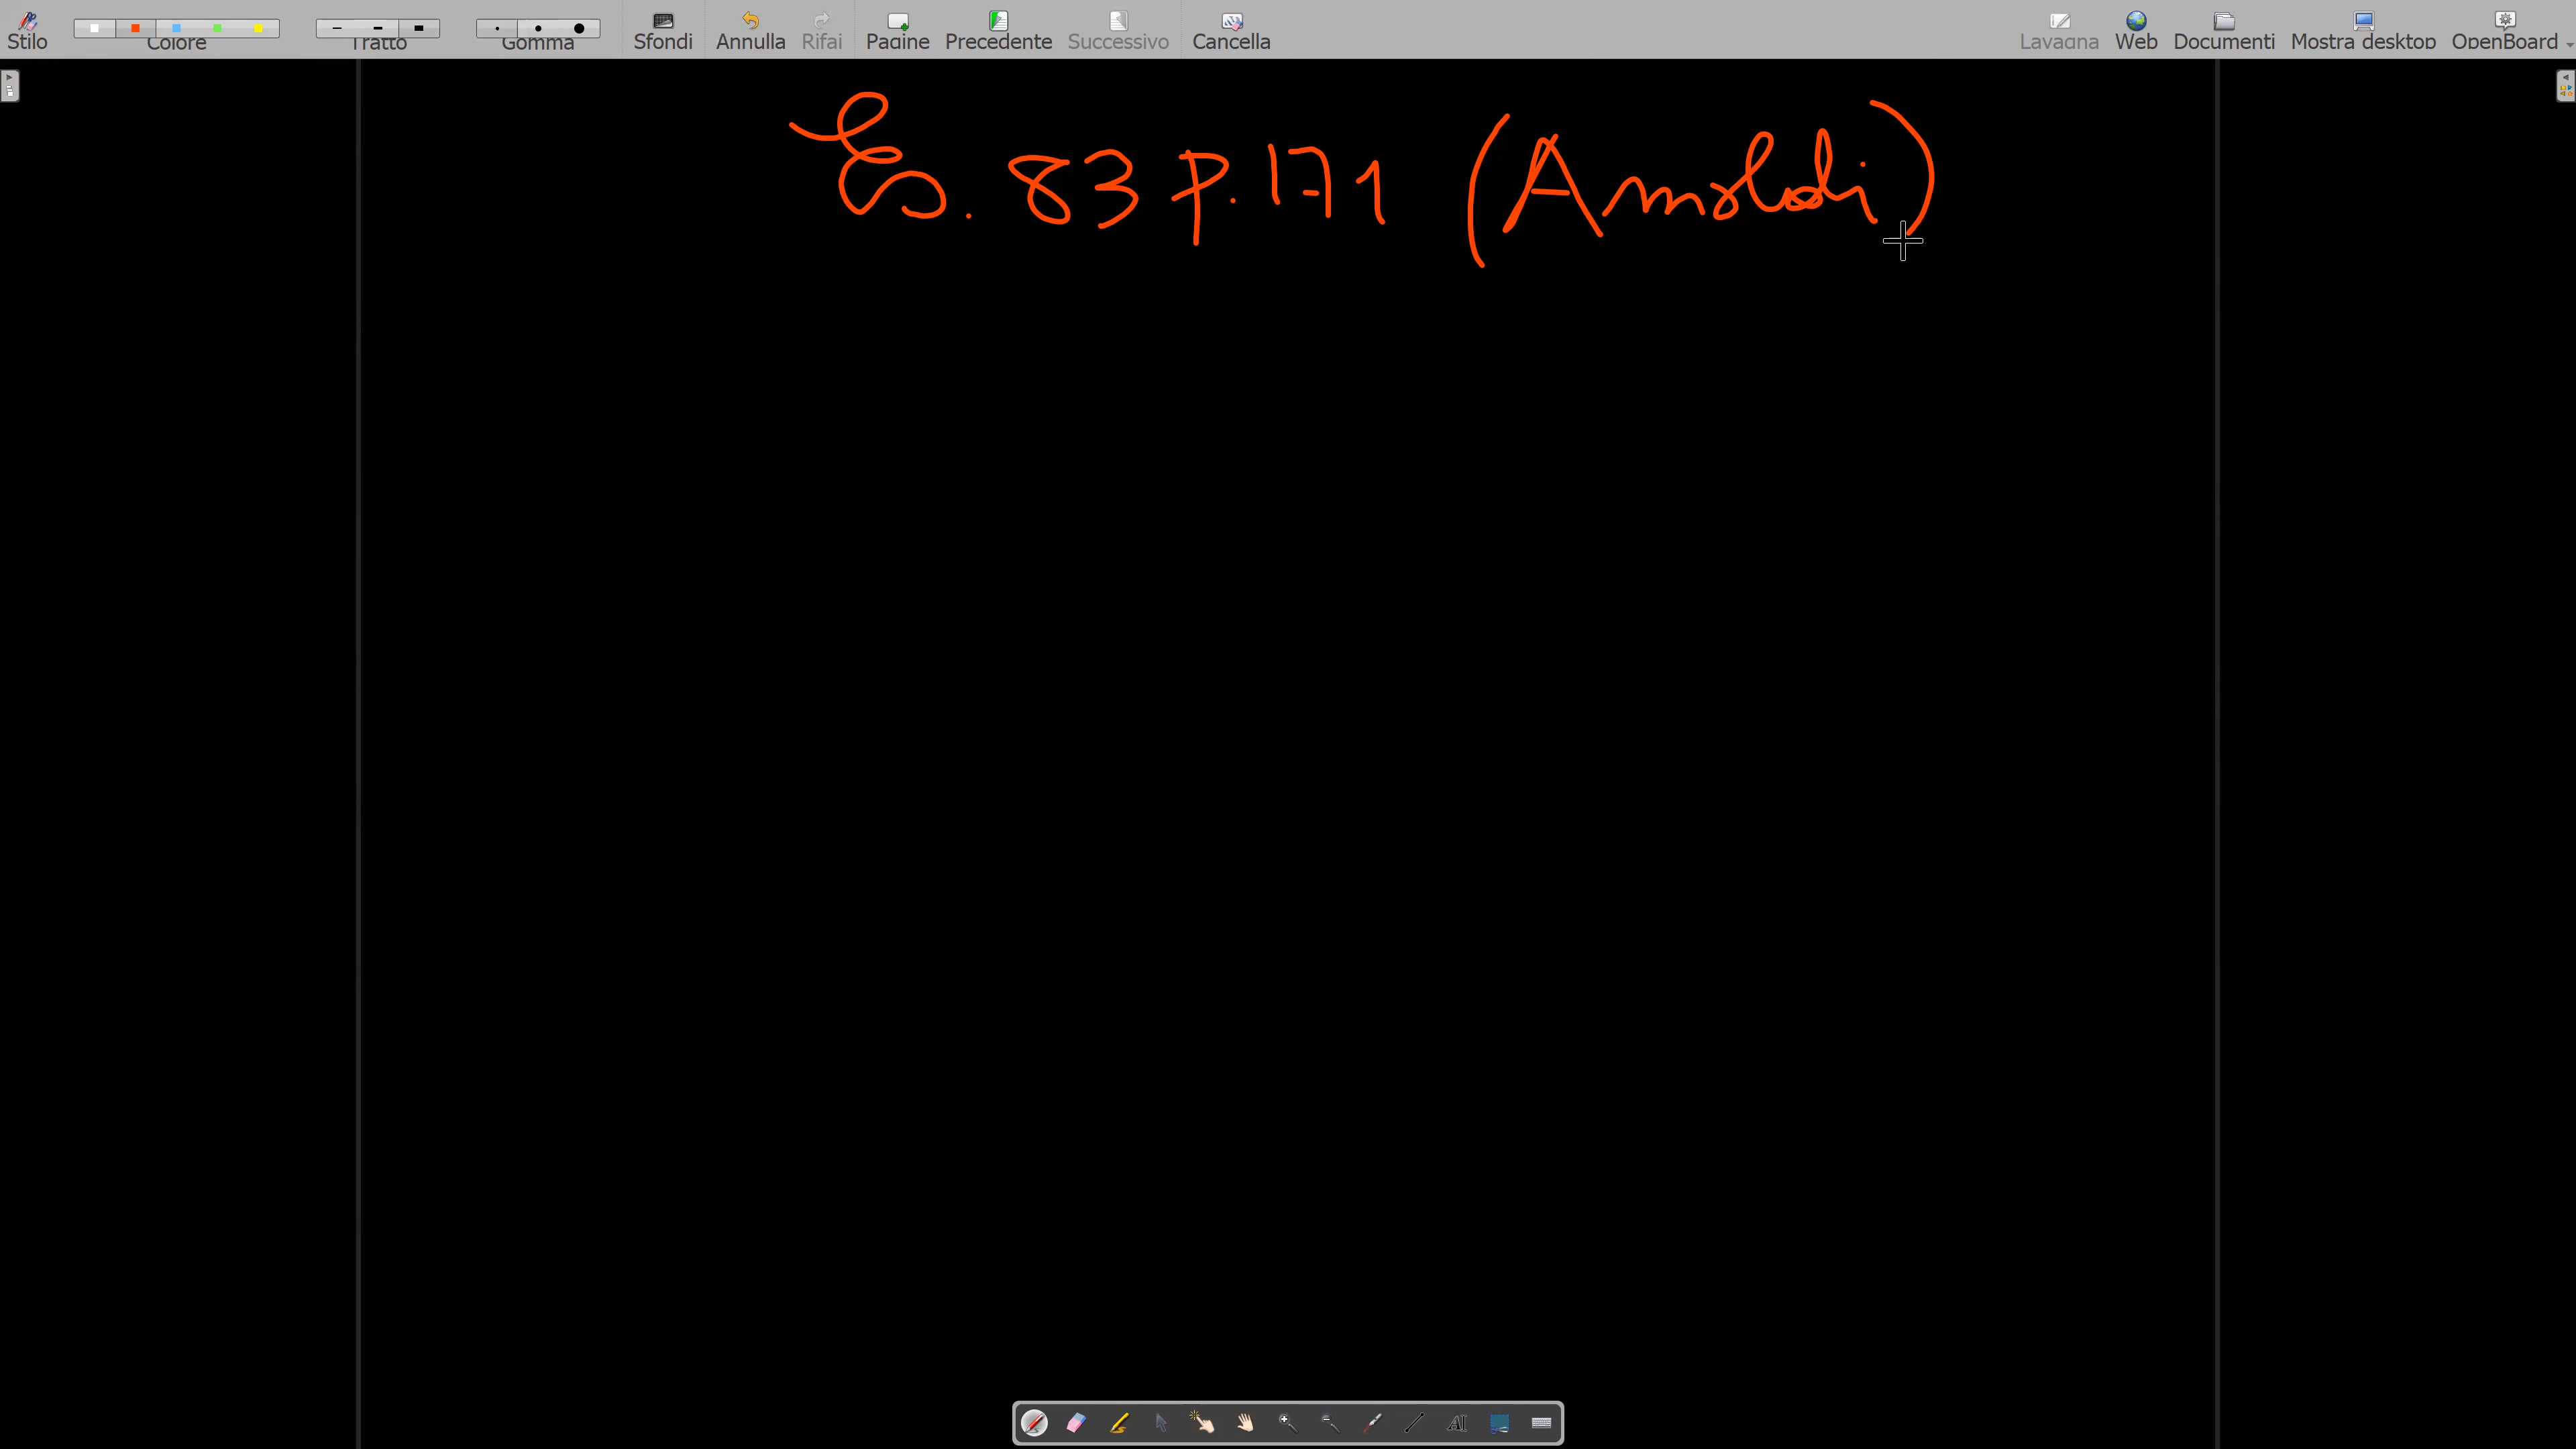 Stilo Colore Tratto Gomma Sfondi Annulla Rifai Pagine Precedente Successivo Cancella Lavagna Web Documenti Mostra desktop OpenBoard
Es. 83 p. 171 (Arnoldi)